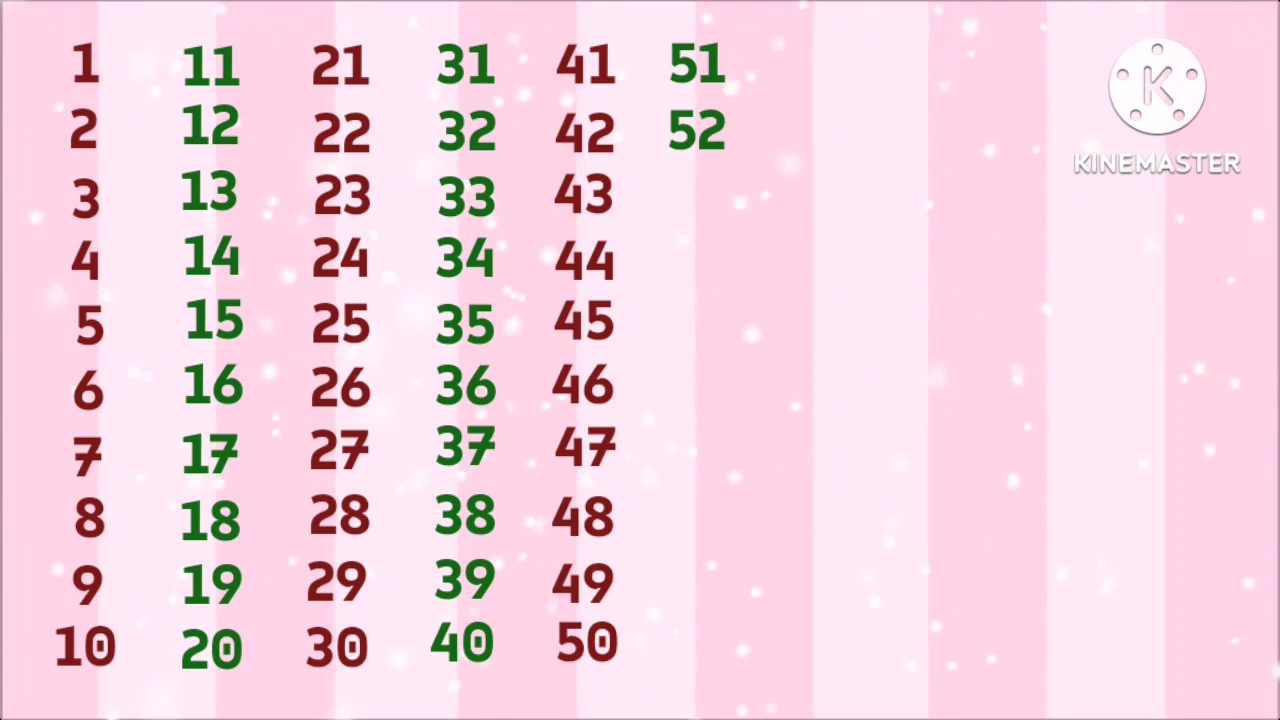 1 11 21 31 41 51
2 12 22 32 42 52
3 13 23 33 43
4 14 24 34 44
5 15 25 35 45
6 16 26 36 46
7 17 27 37 47
8 18 28 38 48
9 19 29 39 49
10 20 30 40 50
K
KINEMASTER